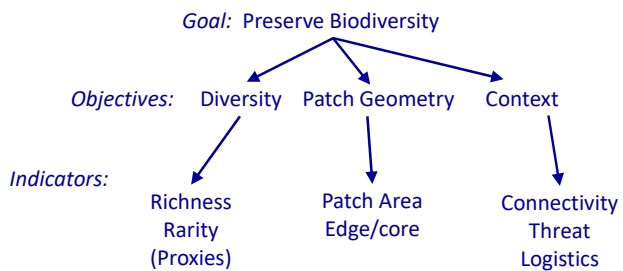 Goal: Preserve Biodiversity
Objectives: Diversity Patch Geometry Context
Indicators:
Richness
Rarity
(Proxies)
Patch Area
Edge/core
Connectivity
Threat
Logistics